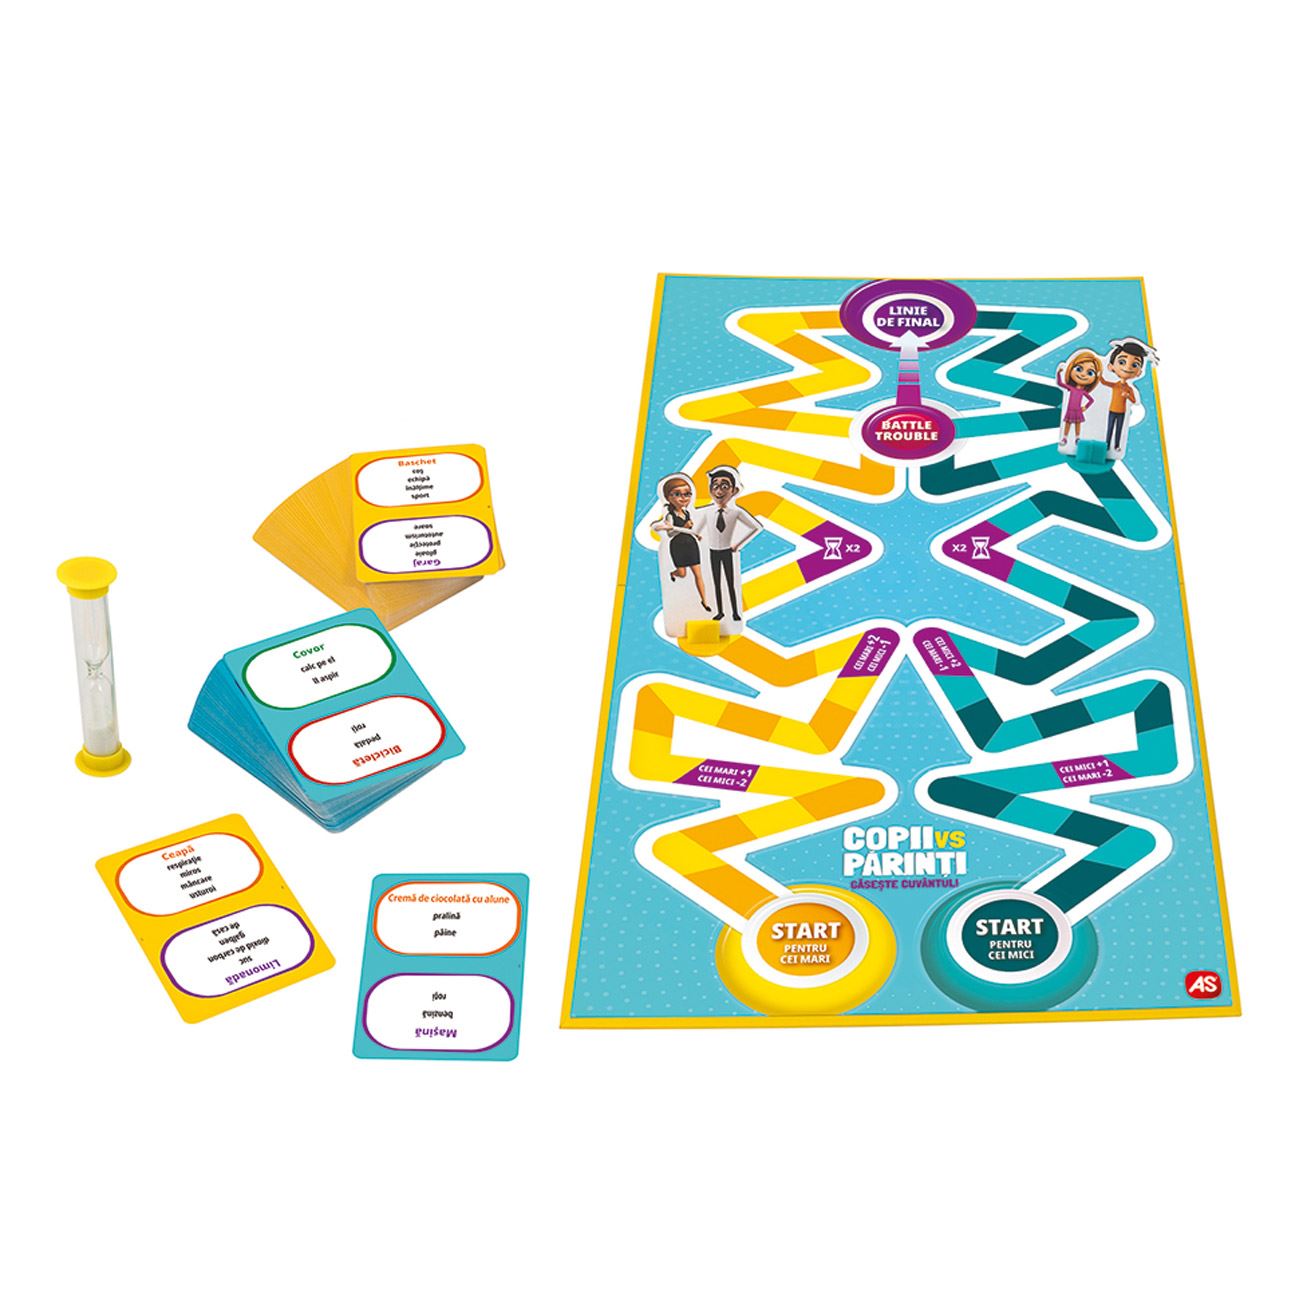 Baschet
coș
echipă
înălțime
sport
Garaj
gloaie
protecție
autoturism
soare
Covor
calc pe el
îl aspir
Bicicletă
pedala
roți
Ceapă
respirație
miros
mâncare
usturoi
Limonadă
suc
dioxid de carbon
galben
de casă
Cremă de ciocolată cu alune
pralină
pâine
Mașină
benzină
roți
LINIE
DE FINAL
BATTLE
TROUBLE
X2
X2
CEI MARI +2
CEI MICI -1
CEI MICI +2
CEI MARI -1
CEI MARI +1
CEI MICI -2
CEI MICI +1
CEI MARI -2
COPII VS
PĂRINȚI
GĂSEȘTE CUVÂNTUL!
START
PENTRU
CEI MARI
START
PENTRU
CEI MICI
AS